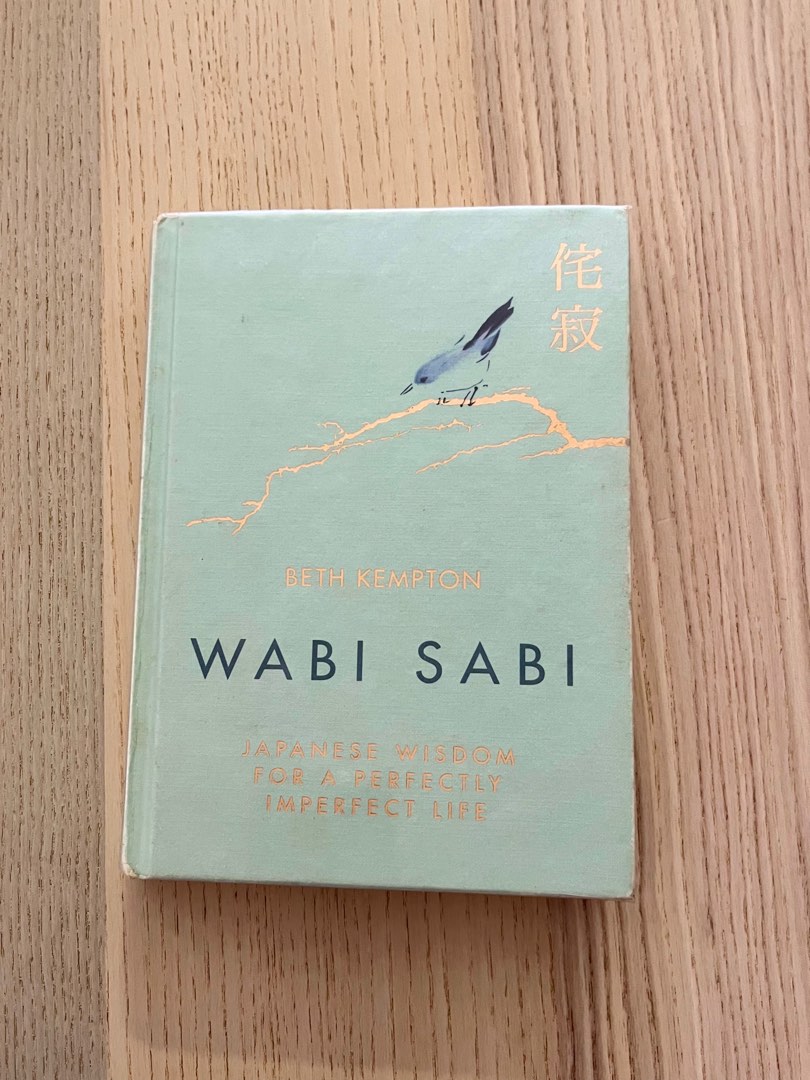 侘
寂
BETH KEMPTON
WABI SABI
JAPANESE WISDOM
FOR A PERFECTLY
IMPERFECT LIFE